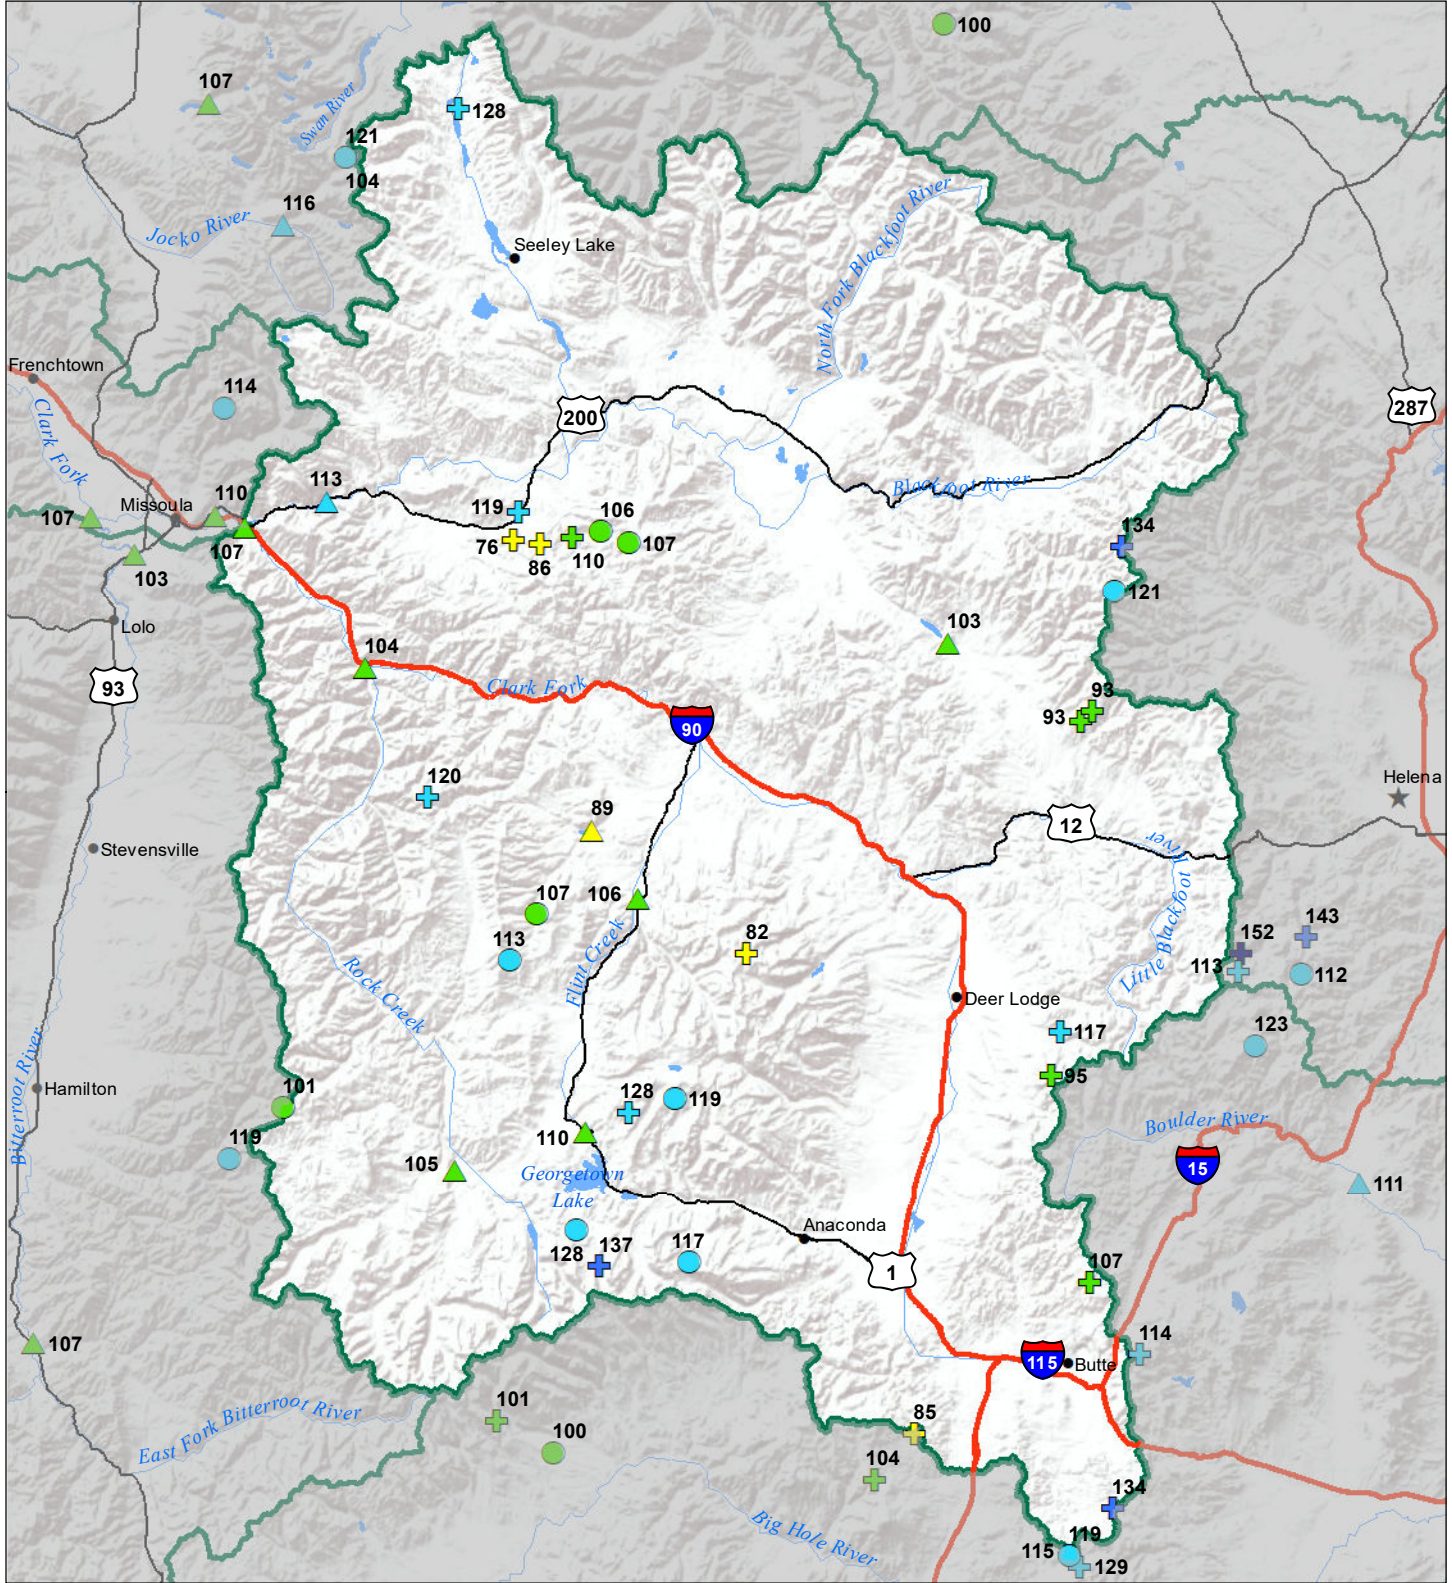 100
107
128
Swan River
121
104
116
Jocko River
Seeley Lake
North Fork Blackfoot River
Frenchtown
114
200
287
Clark Fork
113
Blackfoot River
110
Missoula
107
107
119
106
76
86
110
107
134
103
121
Lolo
104
103
93
Clark Fork
93
93
90
120
Helena
89
12
Little Blackfoot River
Stevensville
107
106
143
82
152
113
113
112
Flint Creek
Rock Creek
Deer Lodge
117
123
Bitterroot River
Hamilton
95
101
128
119
Boulder River
110
119
105
Georgetown
Lake
15
111
Anaconda
128
137
117
1
107
107
114
115
Butte
101
East Fork Bitterroot River
85
100
104
134
Big Hole River
119
115
129